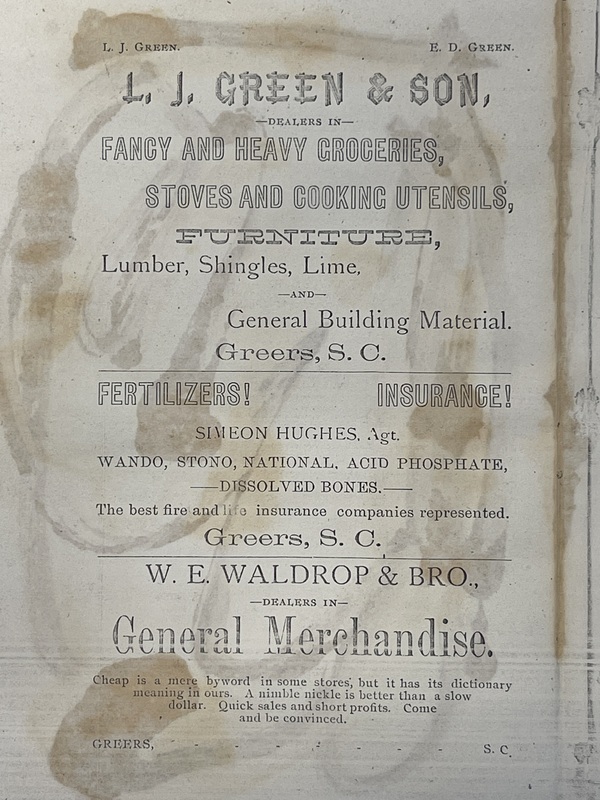 L. J. GREEN. E. D. GREEN.
L. J. GREEN & SON,
—DEALERS IN—
FANCY AND HEAVY GROCERIES,
STOVES AND COOKING UTENSILS,
FURNITURE,
Lumber, Shingles, Lime,
—AND—
General Building Material.
Greers, S. C.
FERTILIZERS! INSURANCE!
SIMEON HUGHES, Agt.
WANDO, STONO, NATIONAL, ACID PHOSPHATE,
——DISSOLVED BONES.——
The best fire and life insurance companies represented.
Greers, S. C.
W. E. WALDROP & BRO.,
—DEALERS IN—
General Merchandise.
Cheap is a mere byword in some stores, but it has its dictionary
meaning in ours. A nimble nickle is better than a slow
dollar. Quick sales and short profits. Come
and be convinced.
GREERS, - - - - - - - S. C.